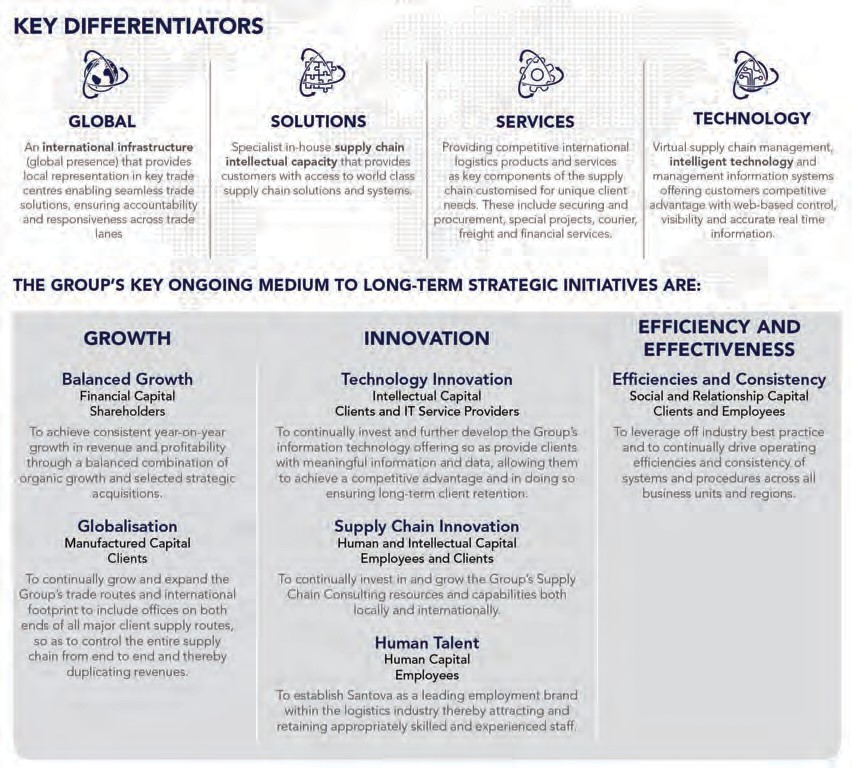 KEY DIFFERENTIATORS
GLOBAL
An international infrastructure
(global presence) that provides
local representation in key trade
centres enabling seamless trade
solutions, ensuring accountability
and responsiveness across trade
lanes
SOLUTIONS
Specialist in-house supply chain
intellectual capacity that provides
customers with access to world class
supply chain solutions and systems.
SERVICES
Providing competitive international
logistics products and services
as key components of the supply
chain customised for unique client
needs. These include securing and
procurement, special projects, courier,
freight and financial services.
TECHNOLOGY
Virtual supply chain management,
intelligent technology and
management information systems
offering customers competitive
advantage with web-based control,
visibility and accurate real time
information.
THE GROUP'S KEY ONGOING MEDIUM TO LONG-TERM STRATEGIC INITIATIVES ARE:
GROWTH
Balanced Growth
Financial Capital
Shareholders
To achieve consistent year-on-year
growth in revenue and profitability
through a balanced combination of
organic growth and selected strategic
acquisitions.
Globalisation
Manufactured Capital
Clients
To continually grow and expand the
Group's trade routes and international
footprint to include offices on both
ends of all major client supply routes,
so as to control the entire supply
chain from end to end and thereby
duplicating revenues.
INNOVATION
Technology Innovation
Intellectual Capital
Clients and IT Service Providers
To continually invest and further develop the Group's
information technology offering so as provide clients
with meaningful information and data, allowing them
to achieve a competitive advantage and in doing so
ensuring long-term client retention.
Supply Chain Innovation
Human and Intellectual Capital
Employees and Clients
To continually invest in and grow the Group's Supply
Chain Consulting resources and capabilities both
locally and internationally.
Human Talent
Human Capital
Employees
To establish Santova as a leading employment brand
within the logistics industry thereby attracting and
retaining appropriately skilled and experienced staff.
EFFICIENCY AND
EFFECTIVENESS
Efficiencies and Consistency
Social and Relationship Capital
Clients and Employees
To leverage off industry best practice
and to continually drive operating
efficiencies and consistency of
systems and procedures across all
business units and regions.